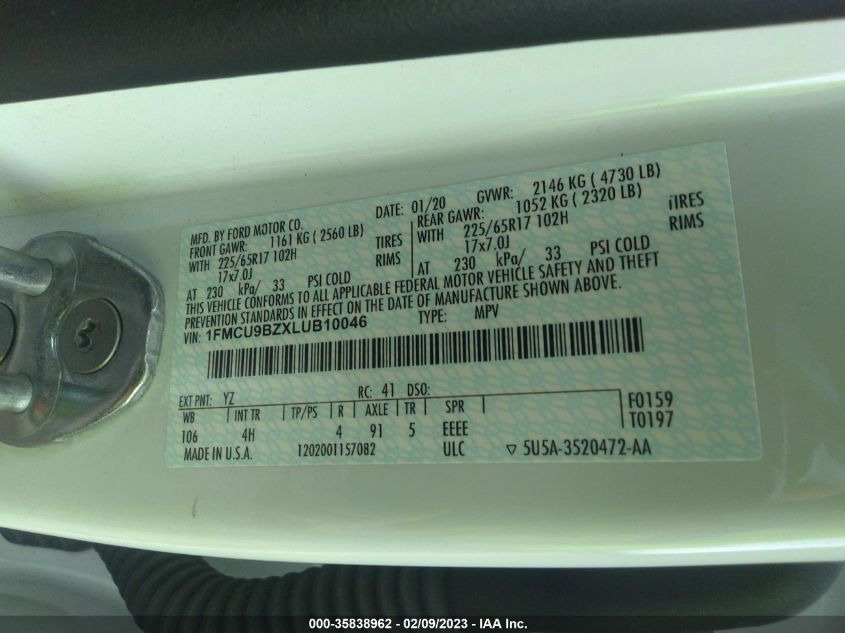 MFD. BY FORD MOTOR CO.
DATE: 01/20 GVWR: 2146 KG ( 4730 LB)
FRONT GAWR: 1161 KG ( 2560 LB) REAR GAWR: 1052 KG ( 2320 LB)
WITH 225/65R17 102H TIRES WITH 225/65R17 102H TIRES
17x7.0J RIMS 17x7.0J RIMS
AT 230 kPa/ 33 PSI COLD AT 230 kPa/ 33 PSI COLD
THIS VEHICLE CONFORMS TO ALL APPLICABLE FEDERAL MOTOR VEHICLE SAFETY AND THEFT
PREVENTION STANDARDS IN EFFECT ON THE DATE OF MANUFACTURE SHOWN ABOVE.
VIN: 1FMCU9BZXLUB10046 TYPE: MPV
EXT PNT: YZ RC: 41 DSO: F0159
WB INT TR TP/PS R AXLE TR SPR T0197
106 4H 4 91 5 EEEE
MADE IN U.S.A. 1202001157082 ULC ▽ 5U5A-3520472-AA
000-35838962 - 02/09/2023 - IAA Inc.